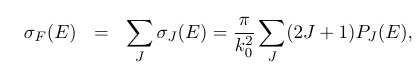 σ_F(E) = ∑_J σ_J(E) = \frac{π}{k_0^2} ∑_J (2J + 1)P_J(E),